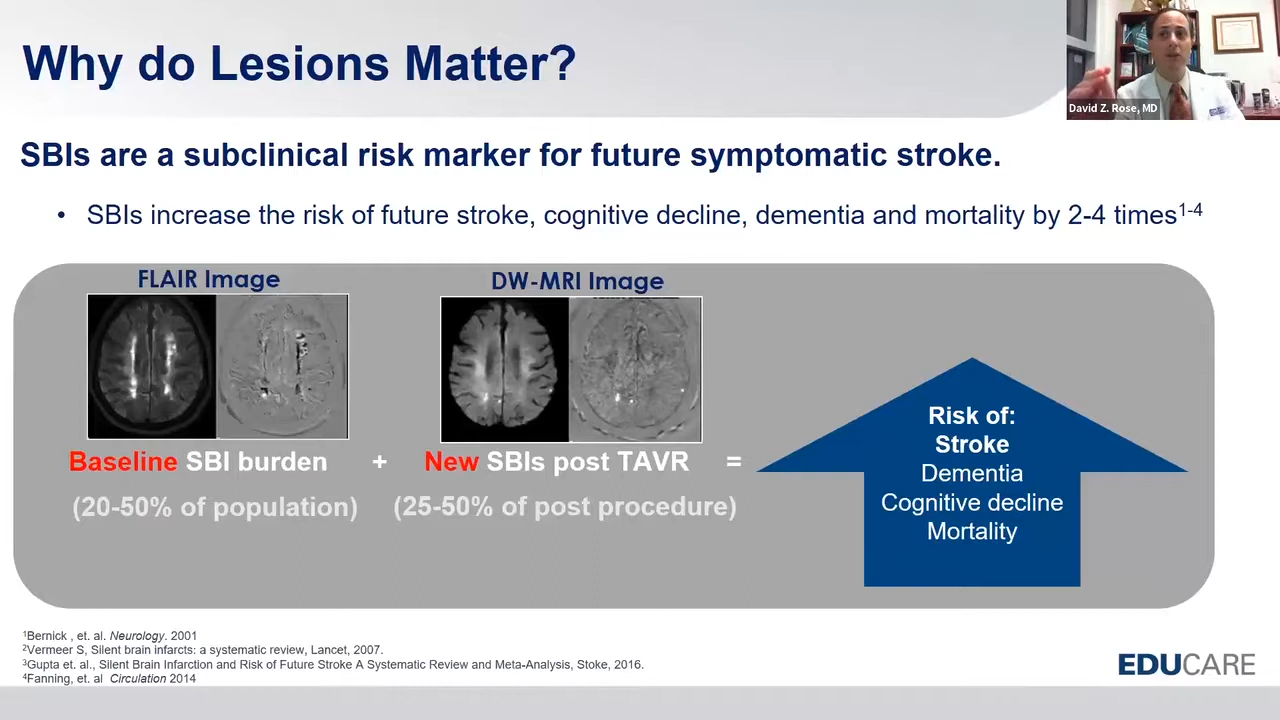 Why do Lesions Matter?
David Z. Rose, MD
SBIs are a subclinical risk marker for future symptomatic stroke.
• SBIs increase the risk of future stroke, cognitive decline, dementia and mortality by 2-4 times1-4
FLAIR Image
DW-MRI Image
Baseline SBI burden + New SBIs post TAVR =
(20-50% of population) (25-50% of post procedure)
Risk of:
Stroke
Dementia
Cognitive decline
Mortality
1Bernick , et. al. Neurology. 2001
2Vermeer S, Silent brain infarcts: a systematic review, Lancet, 2007.
3Gupta et. al., Silent Brain Infarction and Risk of Future Stroke A Systematic Review and Meta-Analysis, Stoke, 2016.
4Fanning, et. al Circulation 2014
EDUCARE